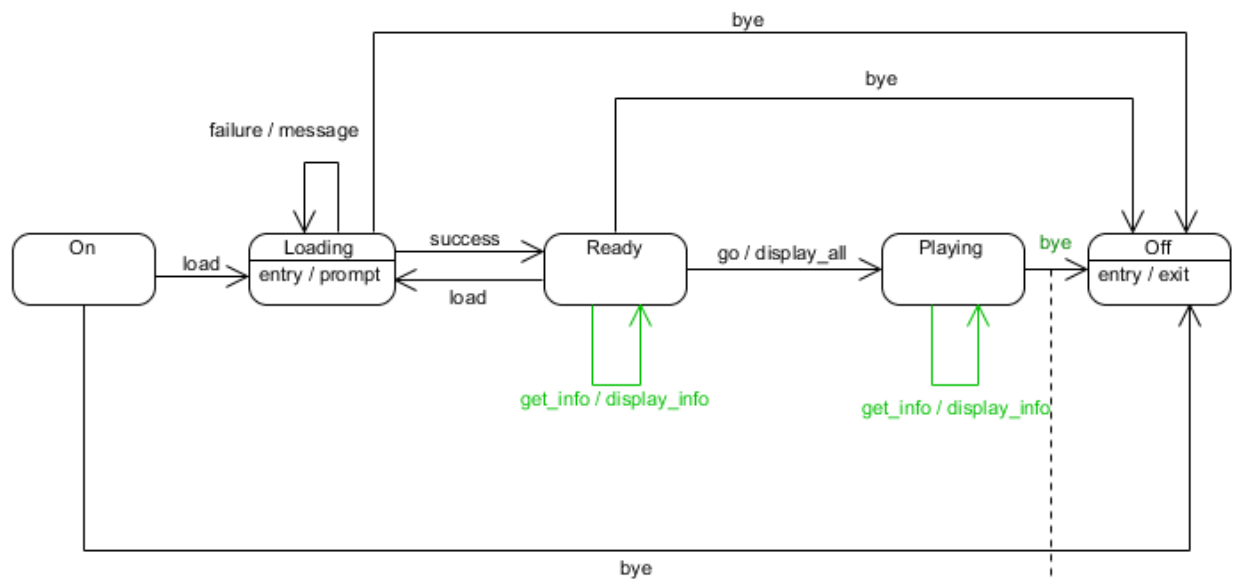 bye
bye
failure / message
On
Loading
entry / prompt
load
success
load
Ready
go / display_all
Playing
bye
Off
entry / exit
get_info / display_info
get_info / display_info
bye